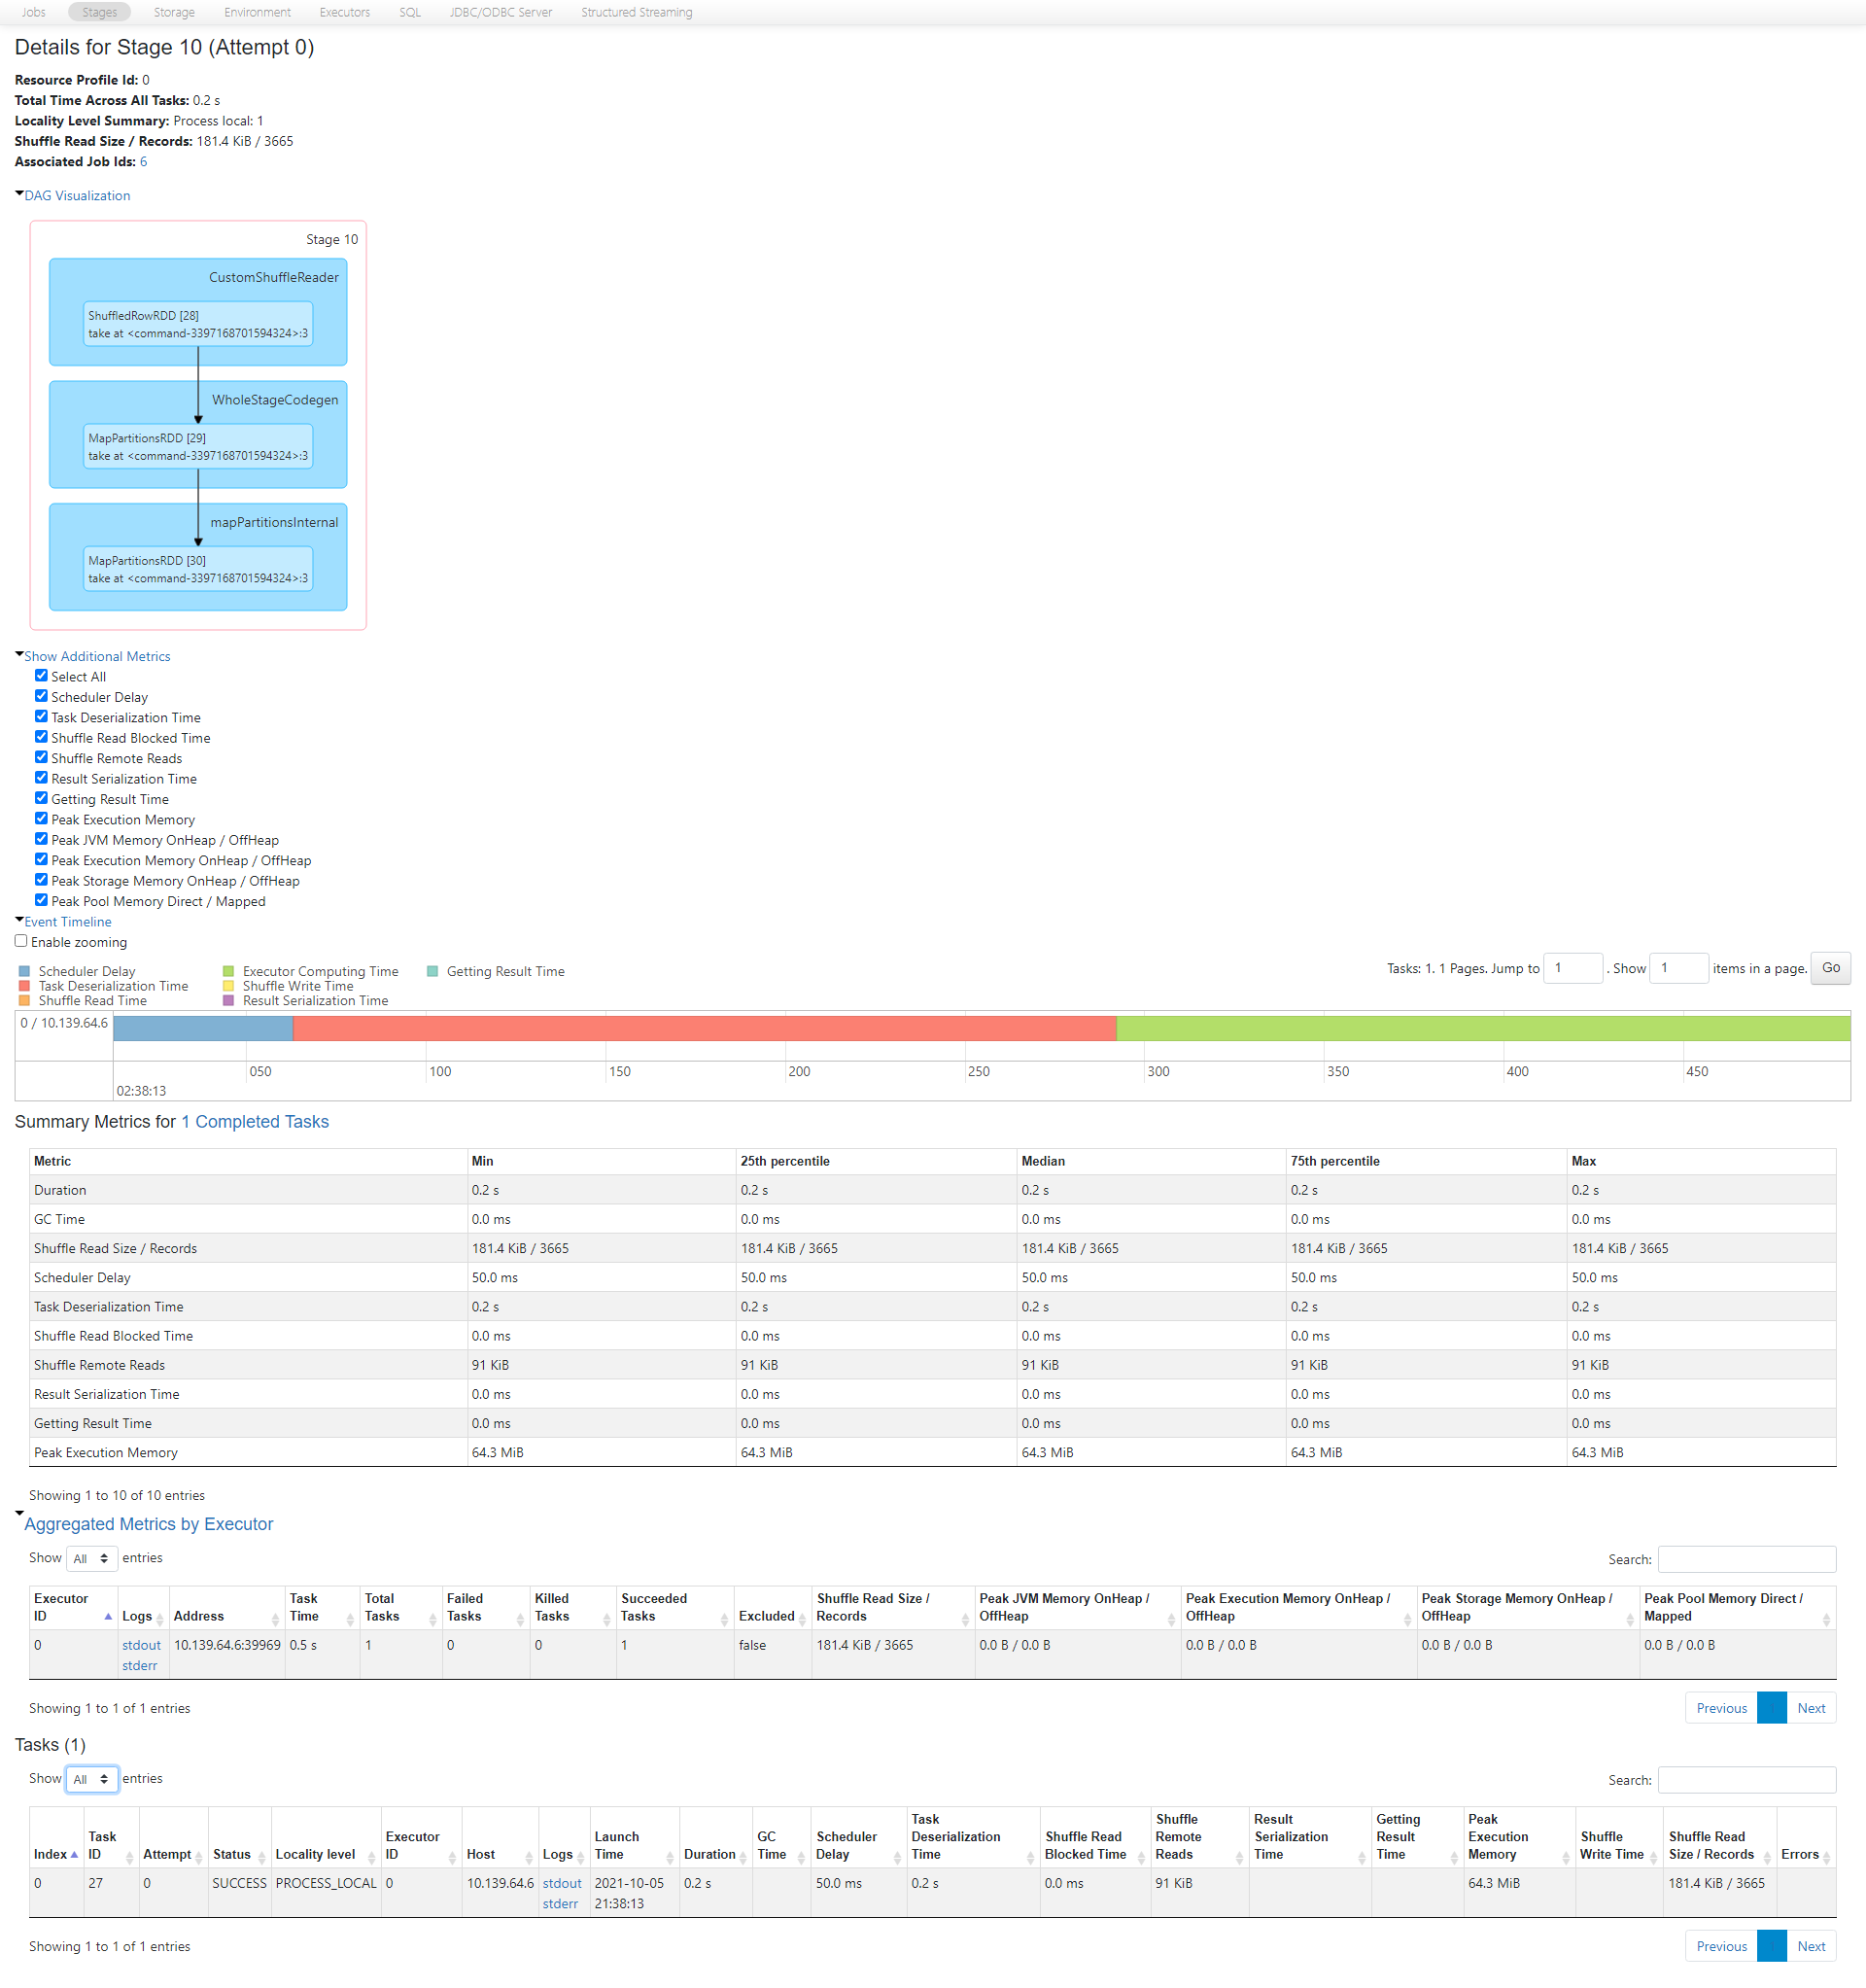 Jobs Stages Storage Environment Executors SQL JDBC/ODBC Server Structured Streaming
Details for Stage 10 (Attempt 0)
Resource Profile Id: 0
Total Time Across All Tasks: 0.2 s
Locality Level Summary: Process local: 1
Shuffle Read Size / Records: 181.4 KiB / 3665
Associated Job Ids: 6
DAG Visualization
Stage 10
CustomShuffleReader
ShuffledRowRDD [28]
take at <command-3397168701594324>:3
WholeStageCodegen
MapPartitionsRDD [29]
take at <command-3397168701594324>:3
mapPartitionsInternal
MapPartitionsRDD [30]
take at <command-3397168701594324>:3
Show Additional Metrics
Select All
Scheduler Delay
Task Deserialization Time
Shuffle Read Blocked Time
Shuffle Remote Reads
Result Serialization Time
Getting Result Time
Peak Execution Memory
Peak JVM Memory OnHeap / OffHeap
Peak Execution Memory OnHeap / OffHeap
Peak Storage Memory OnHeap / OffHeap
Peak Pool Memory Direct / Mapped
Event Timeline
Enable zooming
Scheduler Delay Executor Computing Time Getting Result Time
Task Deserialization Time Shuffle Write Time
Shuffle Read Time Result Serialization Time
Tasks: 1. 1 Pages. Jump to 1 . Show 1 items in a page. Go
0 / 10.139.64.6
050 100 150 200 250 300 350 400 450
02:38:13
Summary Metrics for 1 Completed Tasks
Metric Min 25th percentile Median 75th percentile Max
Duration 0.2 s 0.2 s 0.2 s 0.2 s 0.2 s
GC Time 0.0 ms 0.0 ms 0.0 ms 0.0 ms 0.0 ms
Shuffle Read Size / Records 181.4 KiB / 3665 181.4 KiB / 3665 181.4 KiB / 3665 181.4 KiB / 3665 181.4 KiB / 3665
Scheduler Delay 50.0 ms 50.0 ms 50.0 ms 50.0 ms 50.0 ms
Task Deserialization Time 0.2 s 0.2 s 0.2 s 0.2 s 0.2 s
Shuffle Read Blocked Time 0.0 ms 0.0 ms 0.0 ms 0.0 ms 0.0 ms
Shuffle Remote Reads 91 KiB 91 KiB 91 KiB 91 KiB 91 KiB
Result Serialization Time 0.0 ms 0.0 ms 0.0 ms 0.0 ms 0.0 ms
Getting Result Time 0.0 ms 0.0 ms 0.0 ms 0.0 ms 0.0 ms
Peak Execution Memory 64.3 MiB 64.3 MiB 64.3 MiB 64.3 MiB 64.3 MiB
Showing 1 to 10 of 10 entries
Aggregated Metrics by Executor
Show All entries Search:
Executor ID Logs Address Task Time Total Tasks Failed Tasks Killed Tasks Succeeded Tasks Excluded Shuffle Read Size / Records Peak JVM Memory OnHeap / OffHeap Peak Execution Memory OnHeap / OffHeap Peak Storage Memory OnHeap / OffHeap Peak Pool Memory Direct / Mapped
0 stdout 10.139.64.6:39969 0.5 s 1 0 0 1 false 181.4 KiB / 3665 0.0 B / 0.0 B 0.0 B / 0.0 B 0.0 B / 0.0 B 0.0 B / 0.0 B
stderr
Showing 1 to 1 of 1 entries
Previous Next
Tasks (1)
Show All entries Search:
Index Task ID Attempt Status Locality level Executor ID Host Logs Launch Time Duration GC Time Scheduler Delay Task Deserialization Time Shuffle Read Blocked Time Shuffle Remote Reads Result Serialization Time Getting Result Time Peak Execution Memory Shuffle Write Time Shuffle Read Size / Records Errors
0 27 0 SUCCESS PROCESS_LOCAL 0 10.139.64.6 stdout 2021-10-05 0.2 s 50.0 ms 0.2 s 0.0 ms 91 KiB 64.3 MiB 181.4 KiB / 3665
stderr 21:38:13
Showing 1 to 1 of 1 entries
Previous Next